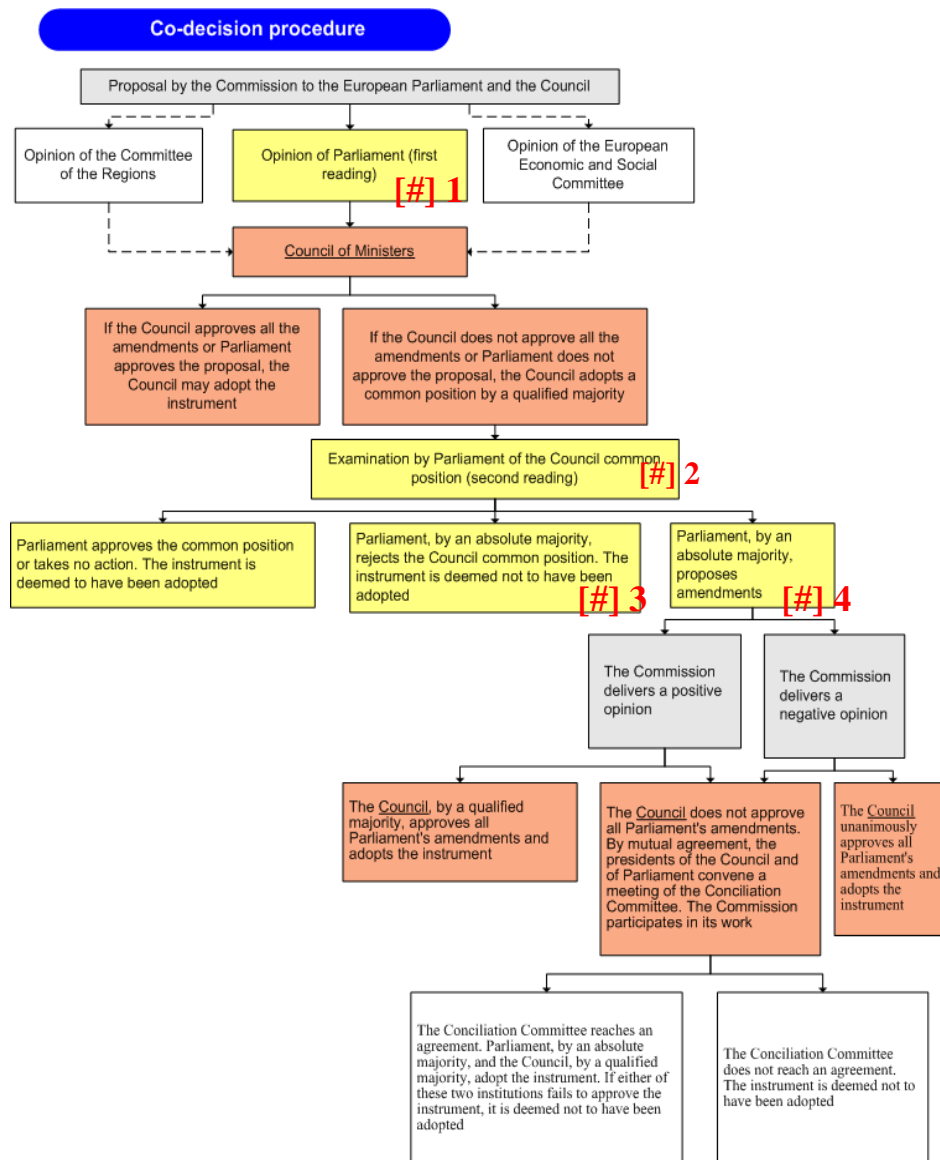 Co-decision procedure
Proposal by the Commission to the European Parliament and the Council
Opinion of the Committee
of the Regions
Opinion of Parliament (first
reading)
[#] 1
Opinion of the European
Economic and Social
Committee
Council of Ministers
If the Council approves all the
amendments or Parliament
approves the proposal, the
Council may adopt the
instrument
If the Council does not approve all the
amendments or Parliament does not
approve the proposal, the Council adopts a
common position by a qualified majority
Examination by Parliament of the Council common
position (second reading)
[#] 2
Parliament approves the common position
or takes no action. The instrument is
deemed to have been adopted
Parliament, by an absolute majority,
rejects the Council common position. The
instrument is deemed not to have been
adopted
[#] 3
Parliament, by an
absolute majority,
proposes
amendments
[#] 4
The Commission
delivers a positive
opinion
The Commission
delivers a
negative opinion
The Council, by a qualified
majority, approves all
Parliament's amendments and
adopts the instrument
The Council does not approve
all Parliament's amendments.
By mutual agreement, the
presidents of the Council and
of Parliament convene a
meeting of the Conciliation
Committee. The Commission
participates in its work
The Council
unanimously
approves all
Parliament's
amendments and
adopts the
instrument
The Conciliation Committee reaches an
agreement. Parliament, by an absolute
majority, and the Council, by a qualified
majority, adopt the instrument. If either of
these two institutions fails to approve the
instrument, it is deemed not to have been
adopted
The Conciliation Committee
does not reach an agreement.
The instrument is deemed not to
have been adopted